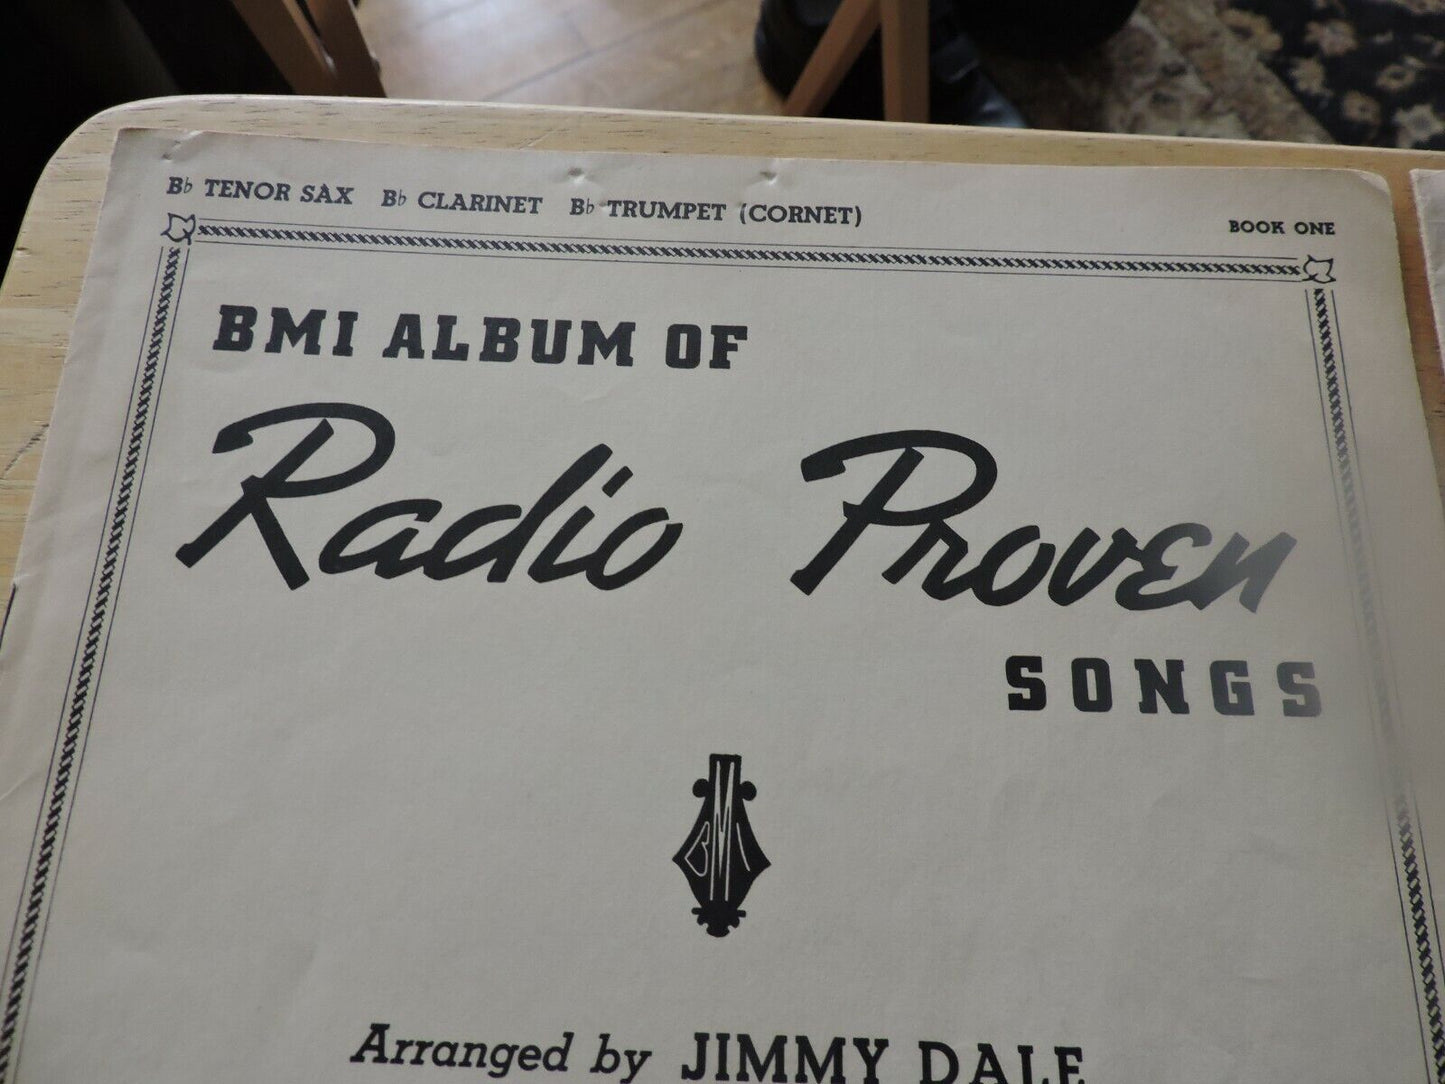 B♭ TENOR SAX B♭ CLARINET B♭ TRUMPET (CORNET)
BOOK ONE
BMI ALBUM OF
Radio Proven
SONGS
BMI
Arranged by JIMMY DALE